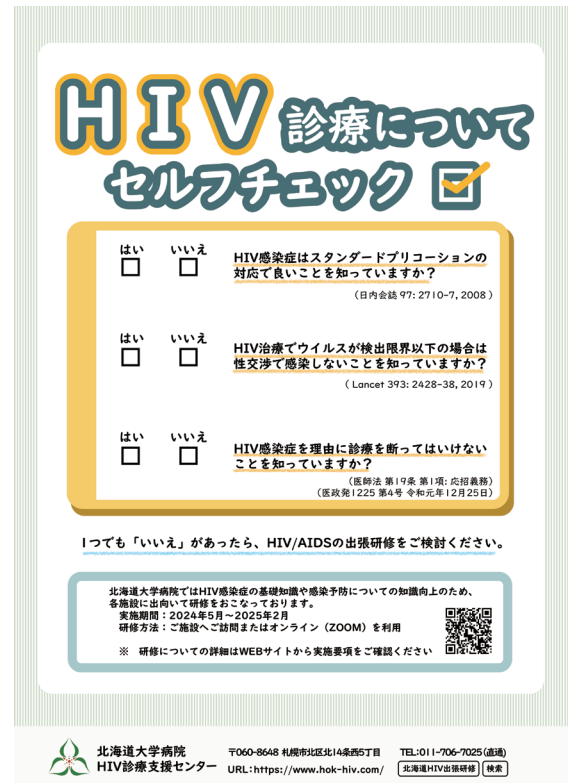 HIV診療について
セルフチェック
はい いいえ
HIV感染症はスタンダードプリコーションの
対応で良いことを知っていますか?
(日内会誌 97: 2710-7, 2008 )
はい いいえ
HIV治療でウイルスが検出限界以下の場合は
性交渉で感染しないことを知っていますか?
( Lancet 393: 2428-38, 2019 )
はい いいえ
HIV感染症を理由に診療を断ってはいけない
ことを知っていますか?
(医師法 第19条 第1項: 応招義務)
(医政発1225 第4号 令和元年12月25日)
1つでも「いいえ」があったら、HIV/AIDSの出張研修をご検討ください。
北海道大学病院ではHIV感染症の基礎知識や感染予防についての知識向上のため、
各施設に出向いて研修をおこなっております。
実施期間:2024年5月~2025年2月
研修方法:ご施設へご訪問またはオンライン(ZOOM)を利用
※ 研修についての詳細はWEBサイトから実施要項をご確認ください
北海道大学病院
HIV診療支援センター
〒060-8648 札幌市北区北14条西5丁目 TEL:011-706-7025(直通)
URL:https://www.hok-hiv.com/ 北海道HIV出張研修 検索